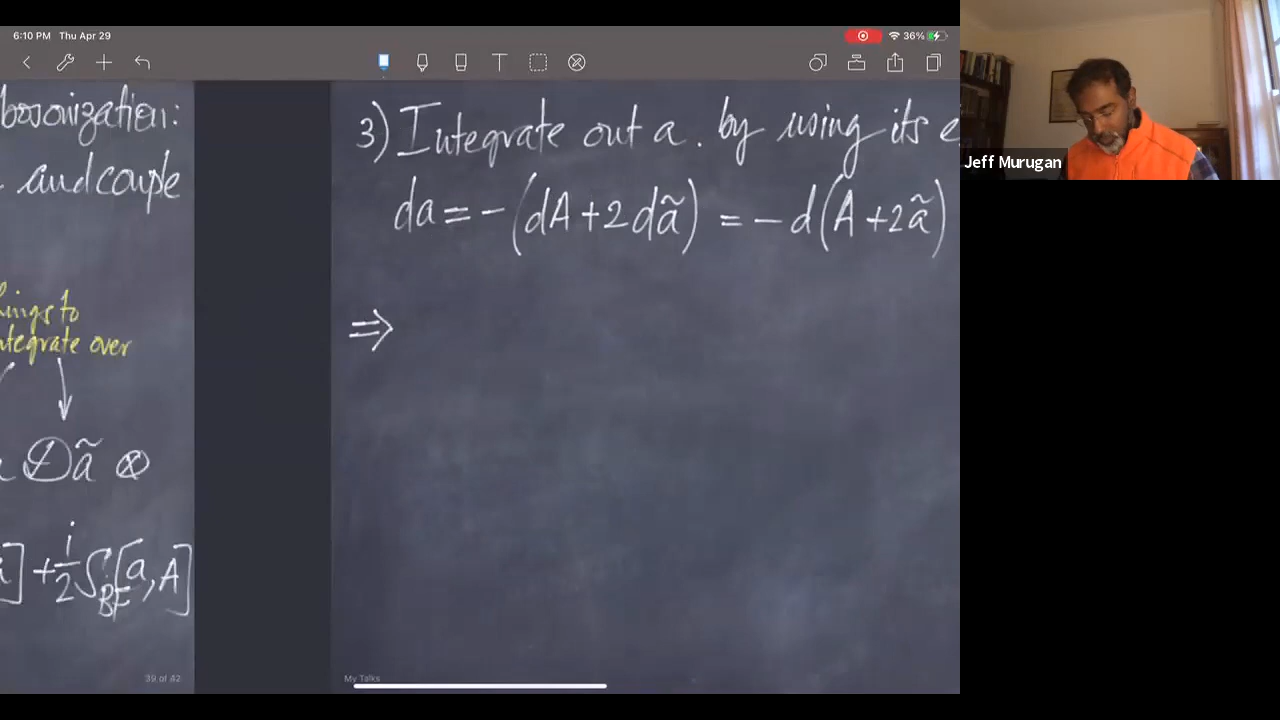 6:10 PM Thu Apr 29
36%
Jeff Murugan
bosonization:
and couple
things to
integrate over
Dã ⊗
] + i/2 S_BF[a, A]
39 of 42
3) Integrate out a. by using its e
da = -(dA + 2dã) = -d(A + 2ã)
⇒
My Talks